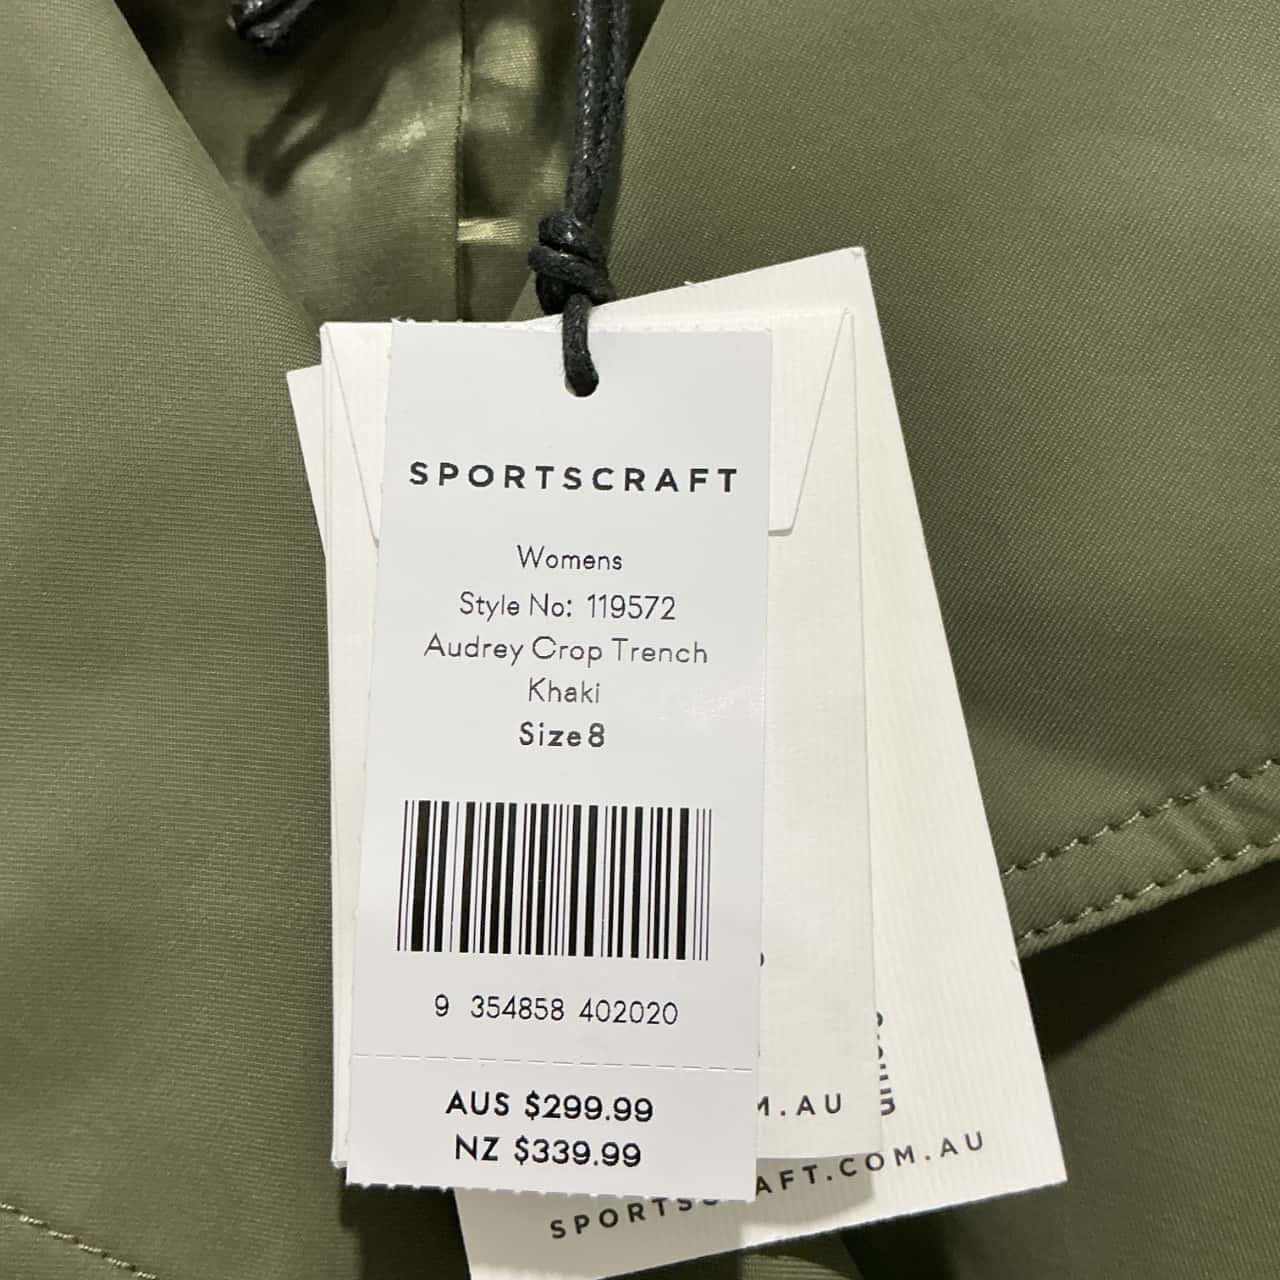 SPORTSCRAFT
Womens
Style No: 119572
Audrey Crop Trench
Khaki
Size 8
9 354858 402020
AUS $299.99
NZ $339.99
M.AU
SPORTSCRAFT.COM.AU